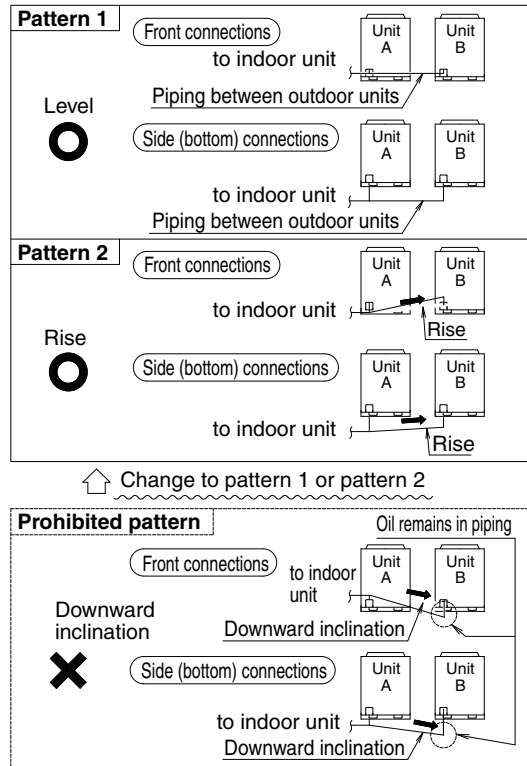 Pattern 1
Front connections
to indoor unit
Unit A
Unit B
Piping between outdoor units
Level
Side (bottom) connections
to indoor unit
Unit A
Unit B
Piping between outdoor units
Pattern 2
Front connections
to indoor unit
Unit A
Unit B
Rise
Rise
Side (bottom) connections
to indoor unit
Unit A
Unit B
Rise
Change to pattern 1 or pattern 2
Prohibited pattern
Oil remains in piping
Front connections
to indoor
unit
Unit A
Unit B
Downward
inclination
Downward inclination
Side (bottom) connections
to indoor unit
Unit A
Unit B
Downward inclination